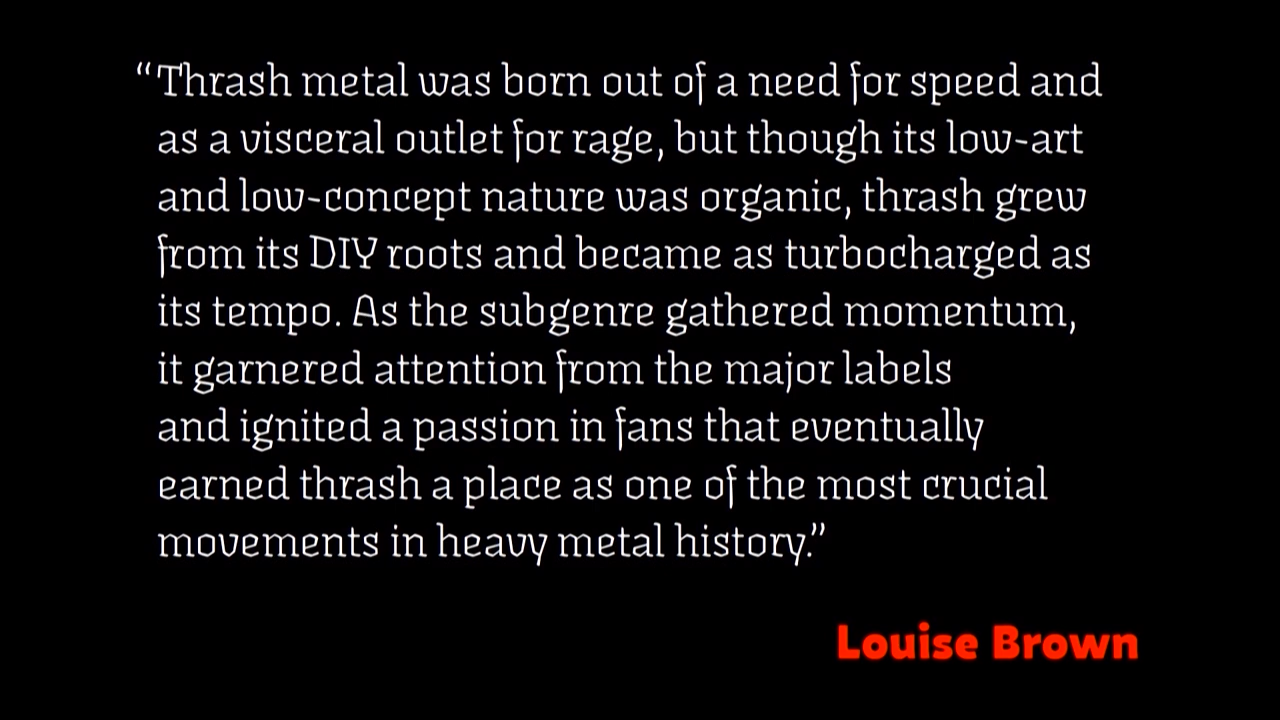 “Thrash metal was born out of a need for speed and
as a visceral outlet for rage, but though its low-art
and low-concept nature was organic, thrash grew
from its DIY roots and became as turbocharged as
its tempo. As the subgenre gathered momentum,
it garnered attention from the major labels
and ignited a passion in fans that eventually
earned thrash a place as one of the most crucial
movements in heavy metal history.”
Louise Brown